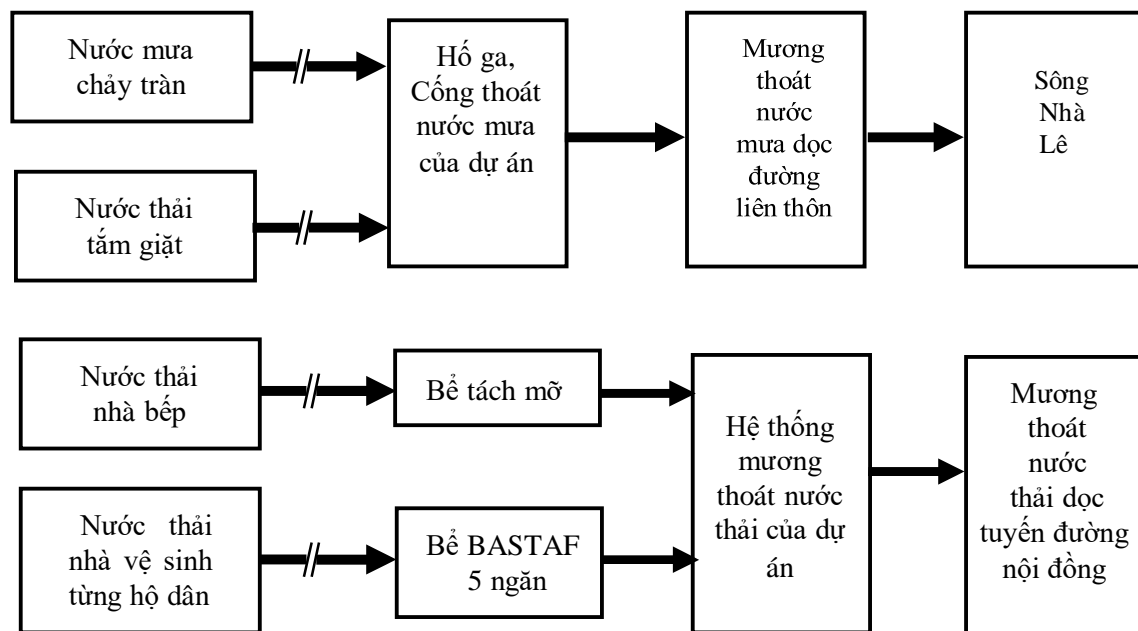 Nước mưa
chảy tràn
Nước thải
tắm giặt
Hố ga,
Cống thoát
nước mưa
của dự án
Mương
thoát
nước
mưa dọc
đường
liên thôn
Sông
Nhà
Lê
Nước thải
nhà bếp
Nước thải
nhà vệ sinh
từng hộ dân
Bể tách mỡ
Bể BASTAF
5 ngăn
Hệ thống
mương
thoát nước
thải của dự
án
Mương
thoát
nước
thải dọc
tuyến đường
nội đồng